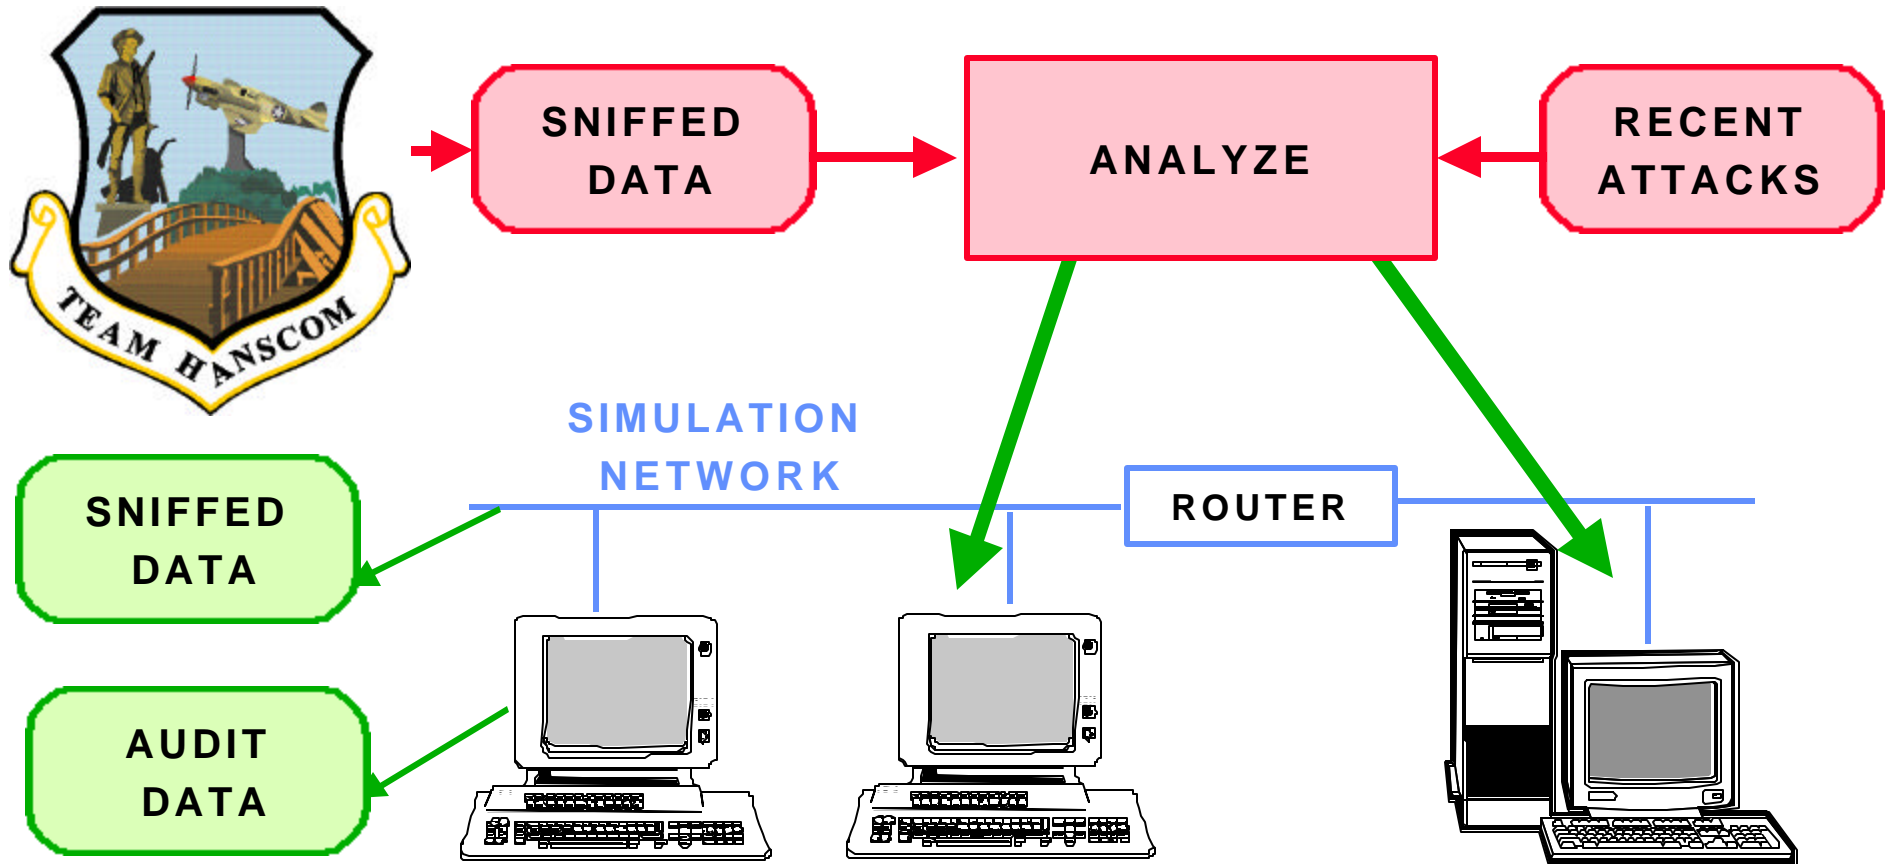 SNIFFED
DATA
ANALYZE
RECENT
ATTACKS
TEAM HANSCOM
SIMULATION
NETWORK
ROUTER
SNIFFED
DATA
AUDIT
DATA